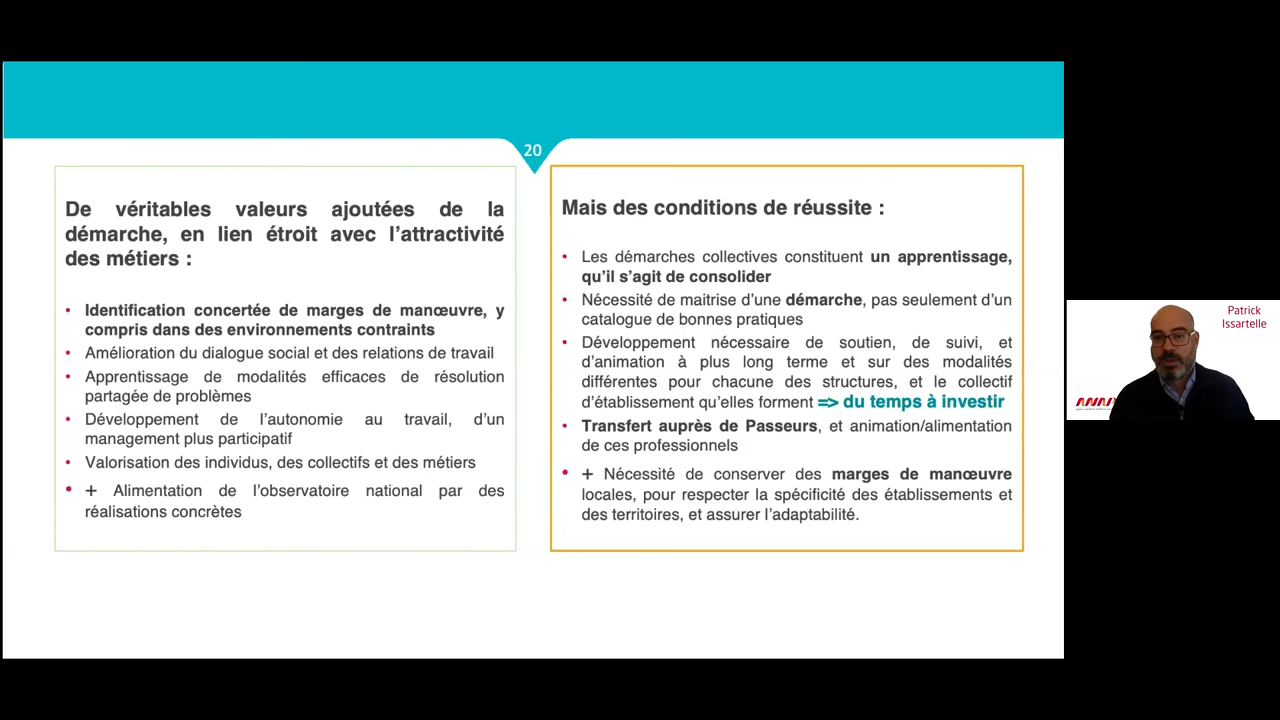 20
De véritables valeurs ajoutées de la
démarche, en lien étroit avec l’attractivité
des métiers :
• Identification concertée de marges de manœuvre, y
compris dans des environnements contraints
• Amélioration du dialogue social et des relations de travail
• Apprentissage de modalités efficaces de résolution
partagée de problèmes
• Développement de l’autonomie au travail, d’un
management plus participatif
• Valorisation des individus, des collectifs et des métiers
• + Alimentation de l’observatoire national par des
réalisations concrètes
Mais des conditions de réussite :
• Les démarches collectives constituent un apprentissage,
qu’il s’agit de consolider
• Nécessité de maitrise d’une démarche, pas seulement d’un
catalogue de bonnes pratiques
• Développement nécessaire de soutien, de suivi, et
d’animation à plus long terme et sur des modalités
différentes pour chacune des structures, et le collectif
d’établissement qu’elles forment => du temps à investir
• Transfert auprès de Passeurs, et animation/alimentation
de ces professionnels
• + Nécessité de conserver des marges de manœuvre
locales, pour respecter la spécificité des établissements et
des territoires, et assurer l’adaptabilité.
Patrick
Issartelle